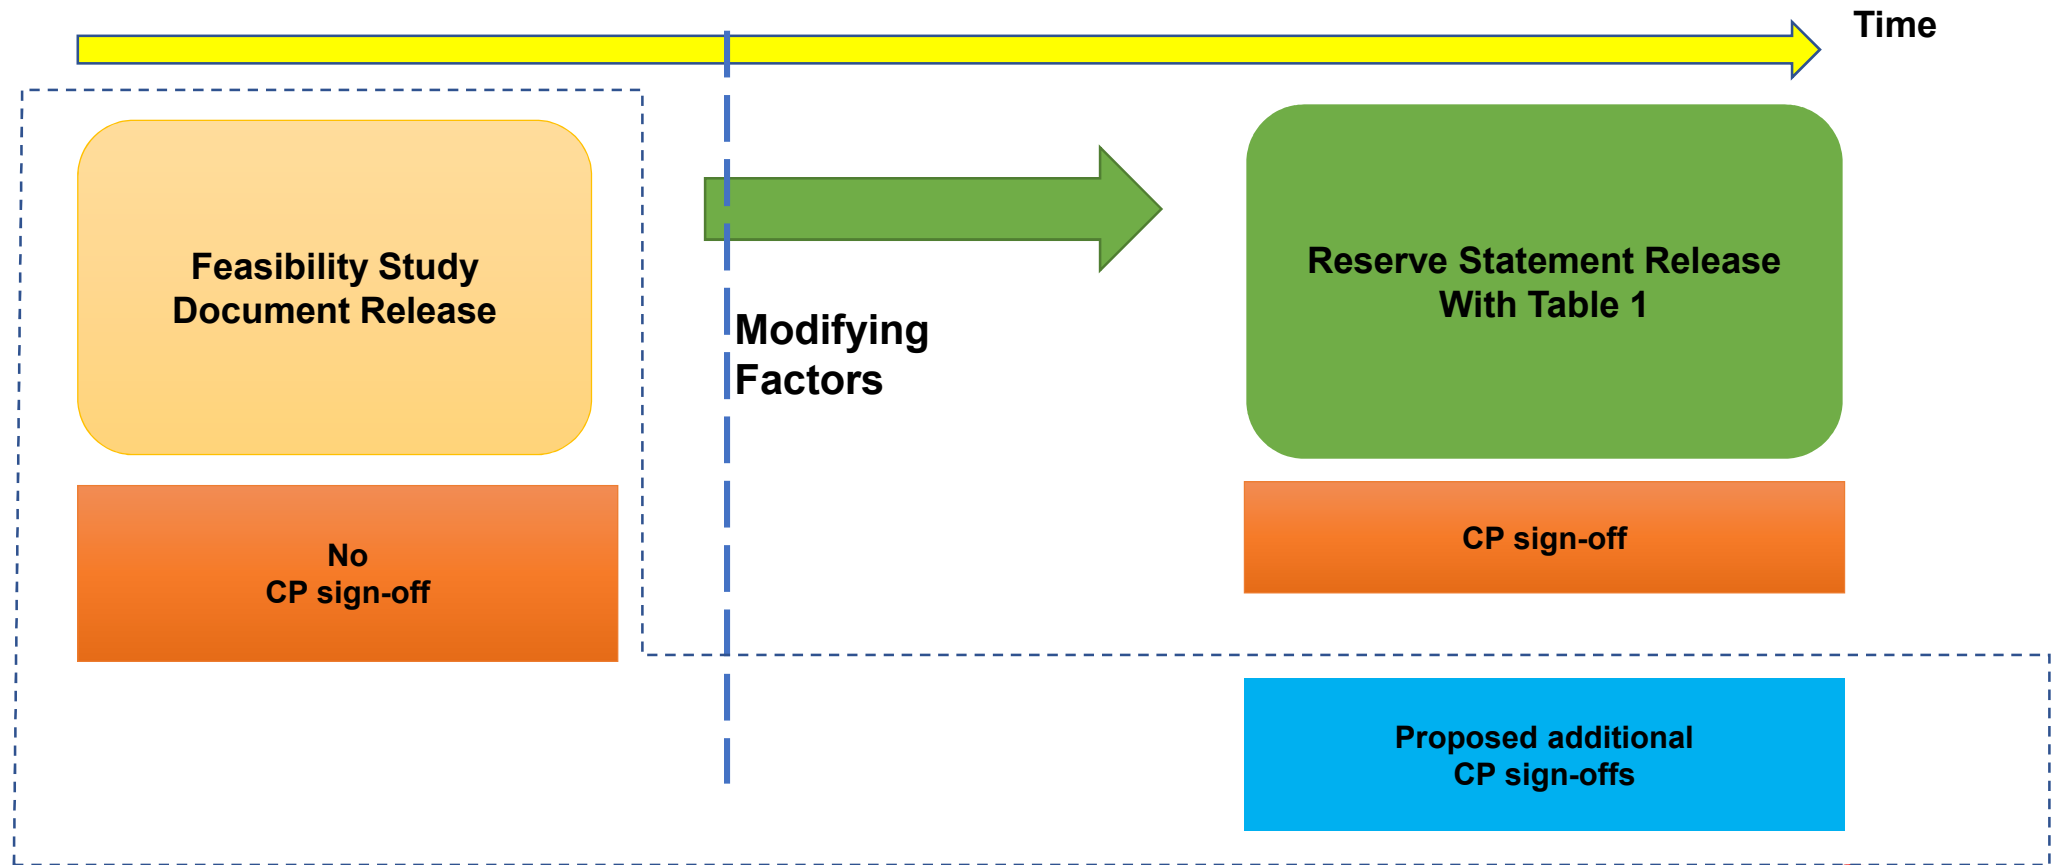 Time
Feasibility Study
Document Release
Modifying
Factors
Reserve Statement Release
With Table 1
No
CP sign-off
CP sign-off
Proposed additional
CP sign-offs